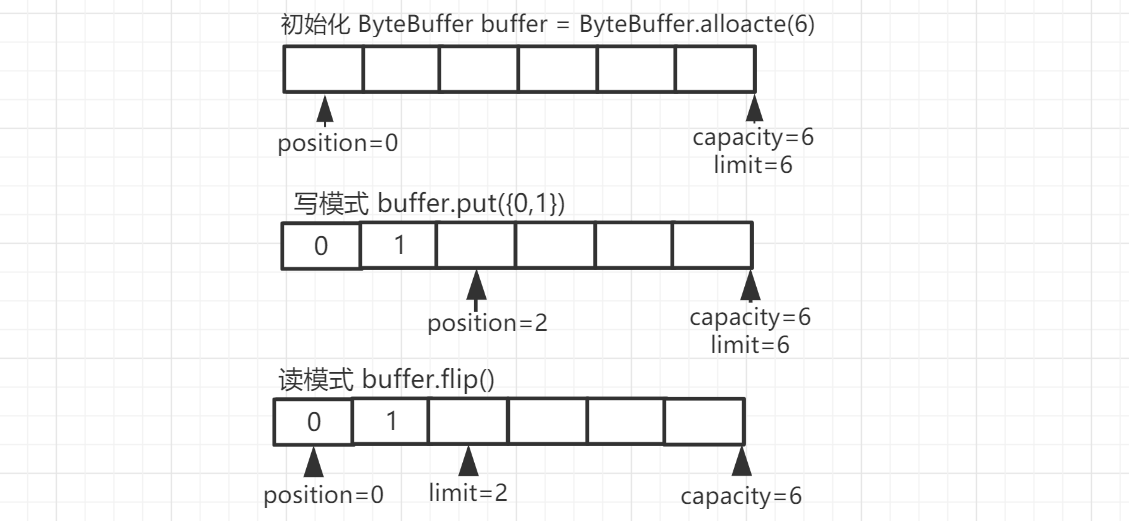 初始化 ByteBuffer buffer = ByteBuffer.alloacte(6)
position=0
capacity=6
limit=6
写模式 buffer.put({0,1})
0 1
position=2
capacity=6
limit=6
读模式 buffer.flip()
0 1
position=0 limit=2 capacity=6